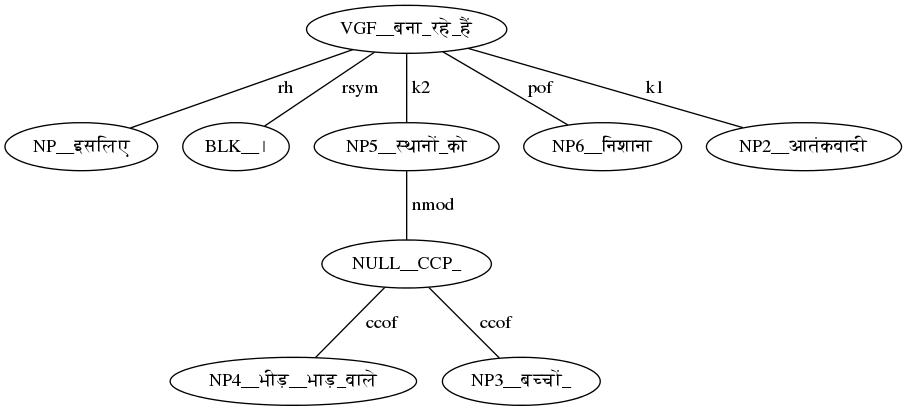 VGF__बना_रहे_हैं
rh rsym k2 pof k1
NP__इसलिए BLK__। NP5__स्थानों_को NP6__निशाना NP2__आतंकवादी
nmod
NULL__CCP_
ccof ccof
NP4__भीड़__भाड़_वाले NP3__बच्चों_